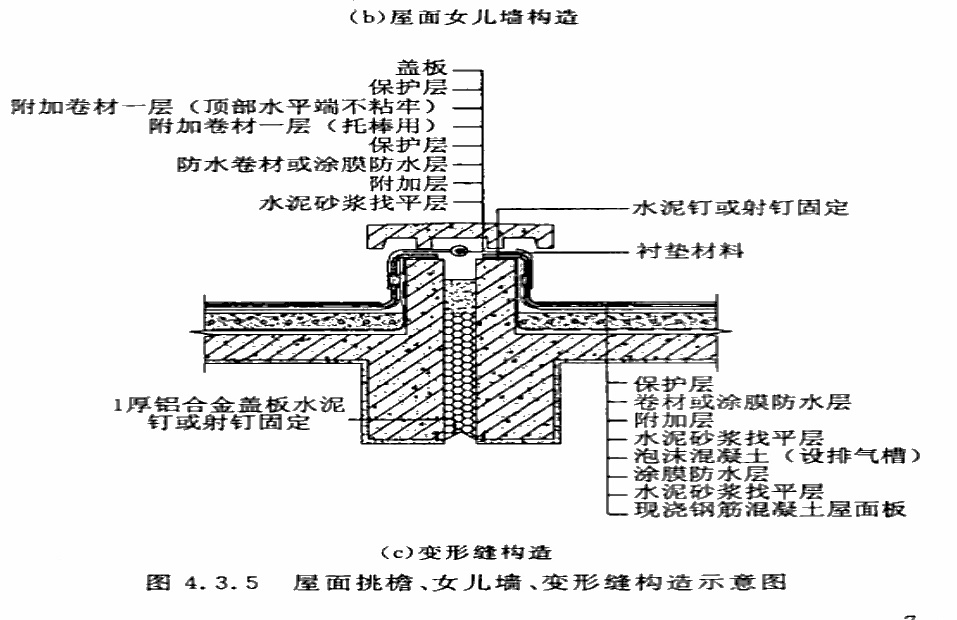 (b)屋面女儿墙构造
盖板
保护层
附加卷材一层（顶部水平端不粘牢）
附加卷材一层（托棒用）
保护层
防水卷材或涂膜防水层
附加层
水泥砂浆找平层
水泥钉或射钉固定
衬垫材料
1厚铝合金盖板水泥
钉或射钉固定
保护层
卷材或涂膜防水层
附加层
水泥砂浆找平层
泡沫混凝土（设排气槽）
涂膜防水层
水泥砂浆找平层
现浇钢筋混凝土屋面板
(c)变形缝构造
图 4.3.5 屋面挑檐、女儿墙、变形缝构造示意图